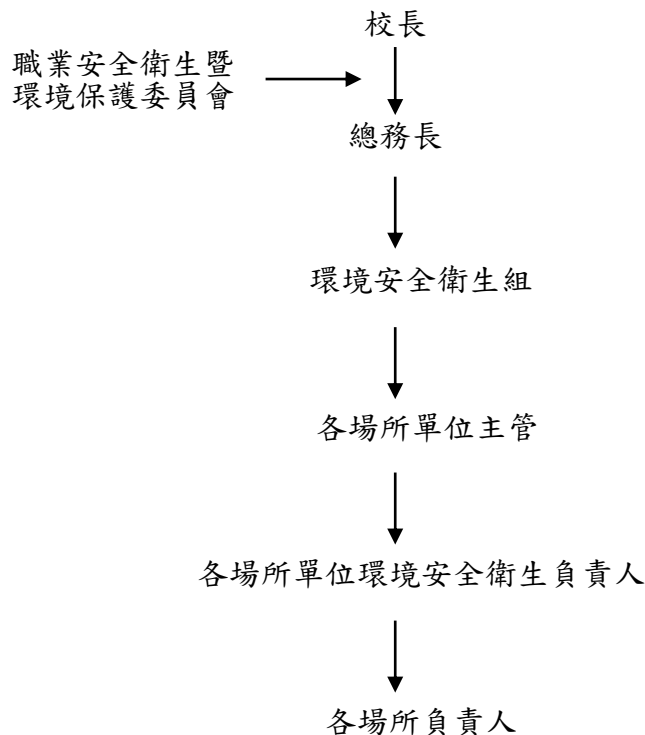 校長
職業安全衛生暨
環境保護委員會
總務長
環境安全衛生組
各場所單位主管
各場所單位環境安全衛生負責人
各場所負責人